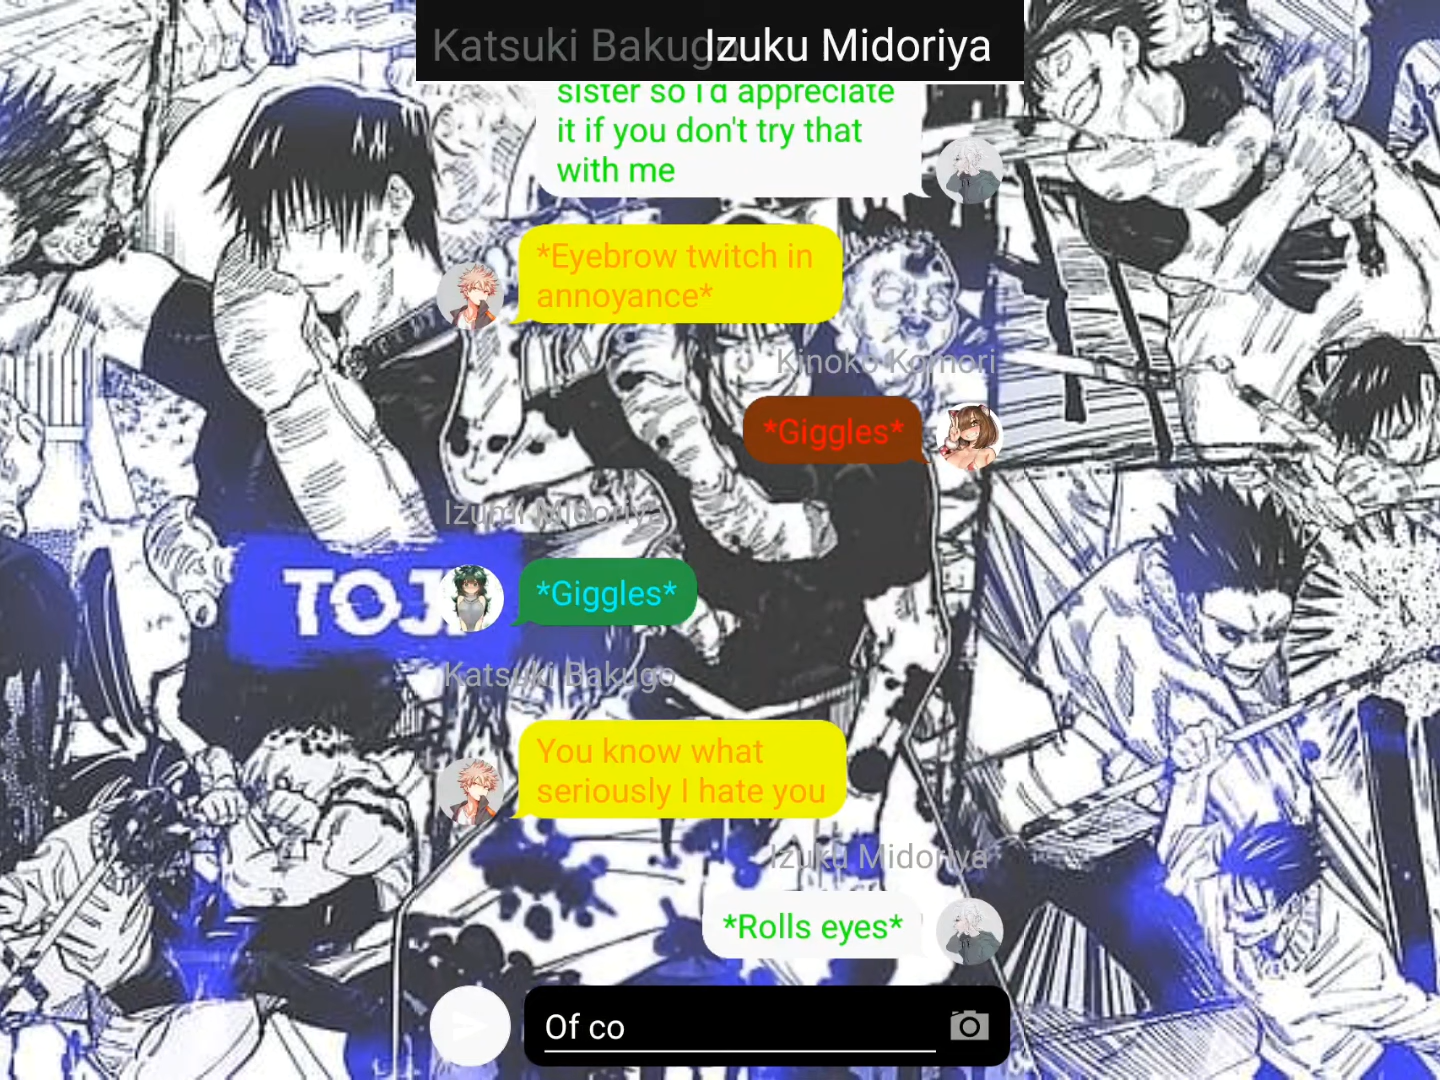 Katsuki Bakugo Izuku Midoriya
sister so i'd appreciate
it if you don't try that
with me
*Eyebrow twitch in
annoyance*
Kinoko Komori
*Giggles*
Izumi Midoriya
TOJI
*Giggles*
Katsuki Bakugo
You know what
seriously I hate you
Izuku Midoriya
*Rolls eyes*
Of co